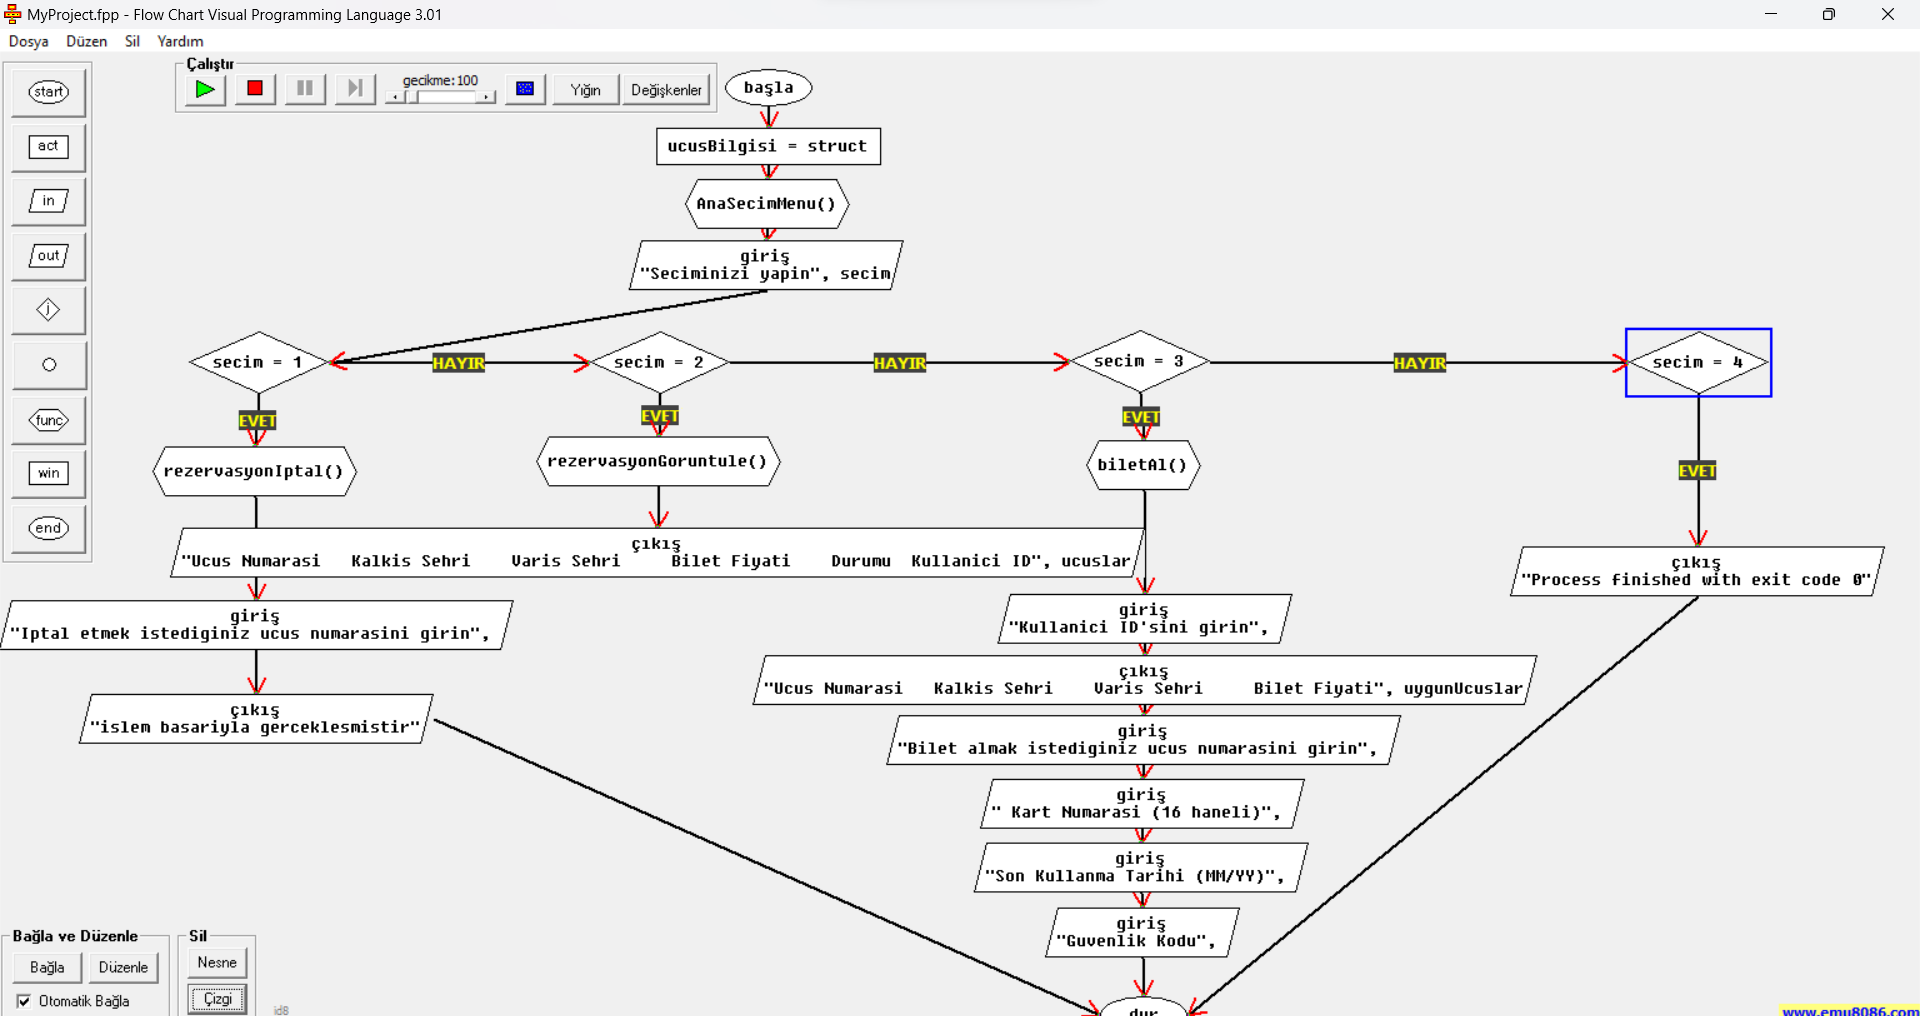 MyProject.fpp - Flow Chart Visual Programming Language 3.01
Dosya Düzen Sil Yardım
Çalıştır
gecikme:100
Yığın
Değişkenler
start
act
in
out
j
func
win
end
başla
ucusBilgisi = struct
AnaSecimMenu()
giriş
"Seciminizi yapin", secim
secim = 1
HAYIR
secim = 2
HAYIR
secim = 3
HAYIR
secim = 4
EVET
EVET
EVET
EVET
rezervasyonIptal()
rezervasyonGoruntule()
biletAl()
çıkış
"Ucus Numarasi Kalkis Sehri Varis Sehri Bilet Fiyati Durumu Kullanici ID", ucuslar
çıkış
"Process finished with exit code 0"
giriş
"Iptal etmek istediginiz ucus numarasini girin",
giriş
"Kullanici ID'sini girin",
çıkış
"Ucus Numarasi Kalkis Sehri Varis Sehri Bilet Fiyati", uygunUcuslar
çıkış
"islem basariyla gerceklesmistir"
giriş
"Bilet almak istediginiz ucus numarasini girin",
giriş
" Kart Numarasi (16 haneli)",
giriş
"Son Kullanma Tarihi (MM/YY)",
giriş
"Guvenlik Kodu",
dur
Bağla ve Düzenle
Bağla
Düzenle
Otomatik Bağla
Sil
Nesne
Çizgi
id8
www.emu8086.com